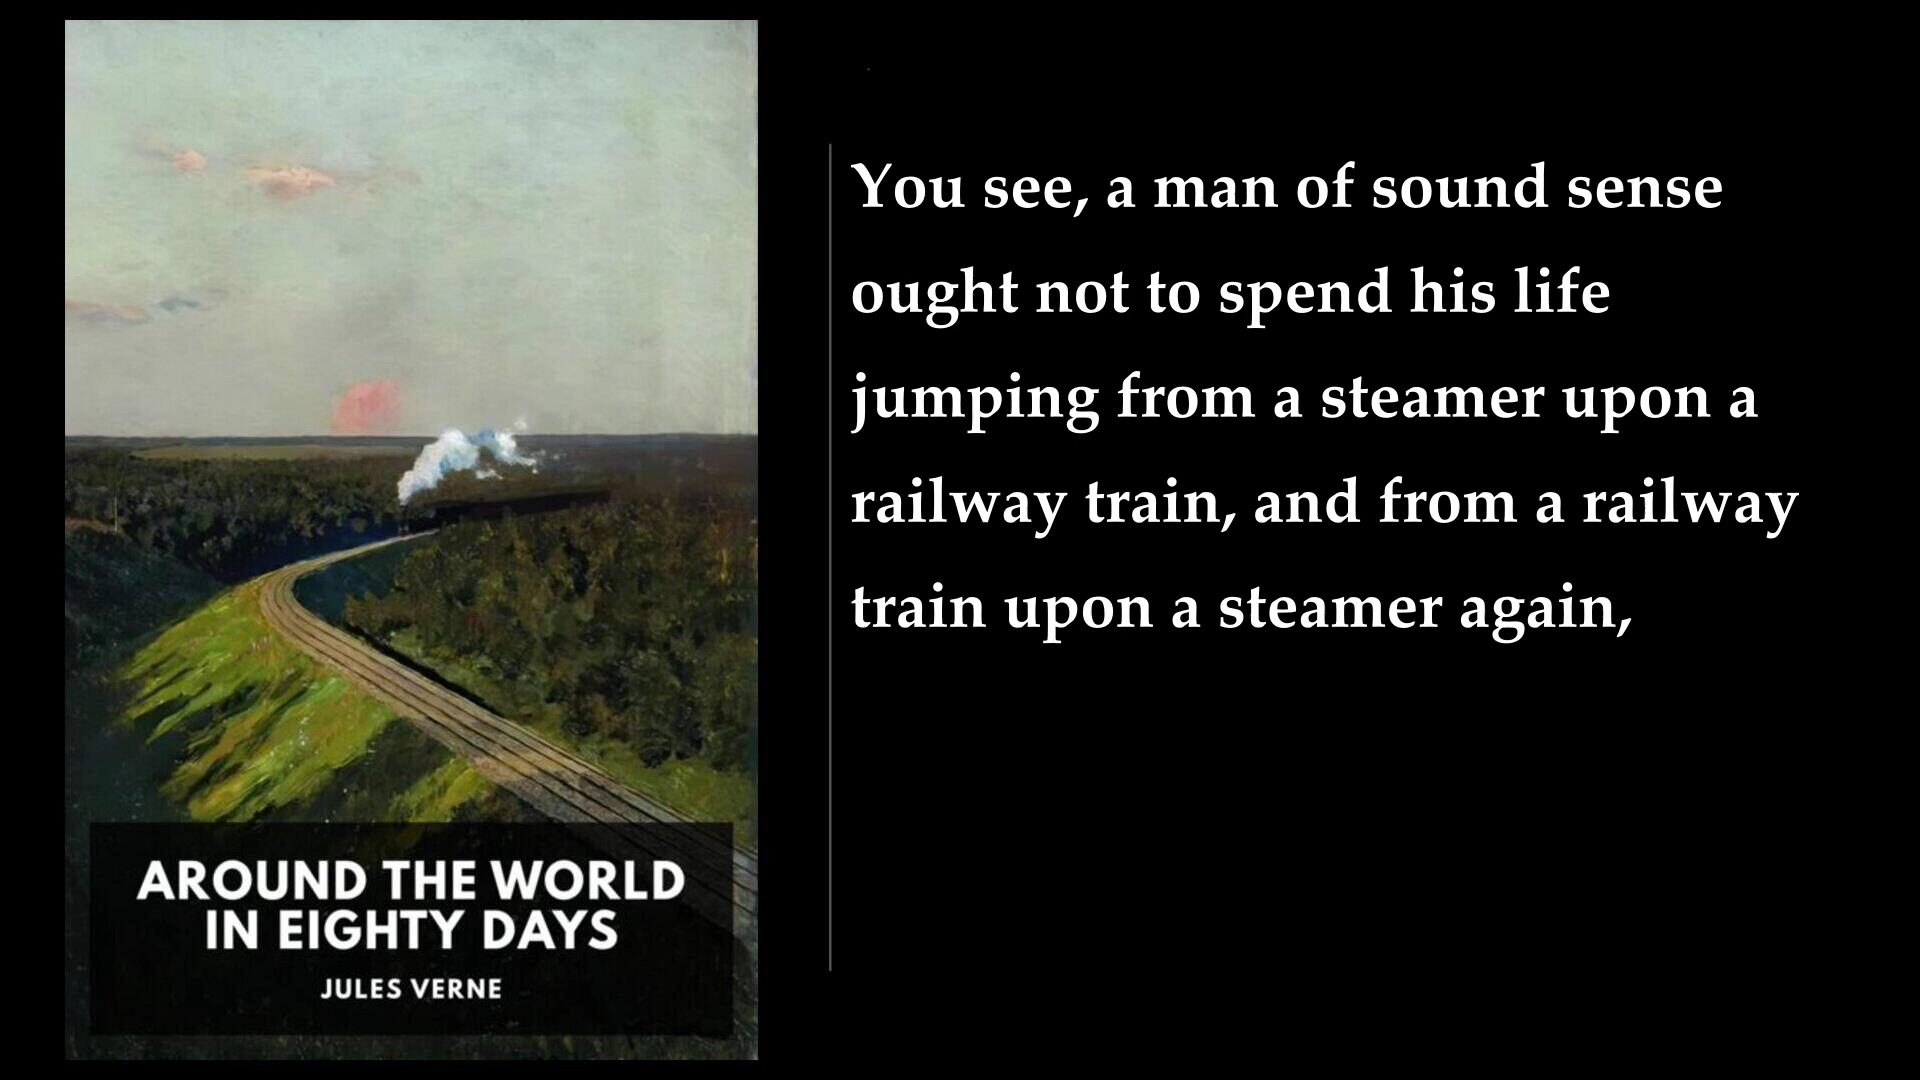 You see, a man of sound sense
ought not to spend his life
jumping from a steamer upon a
railway train, and from a railway
train upon a steamer again,
AROUND THE WORLD
IN EIGHTY DAYS
JULES VERNE